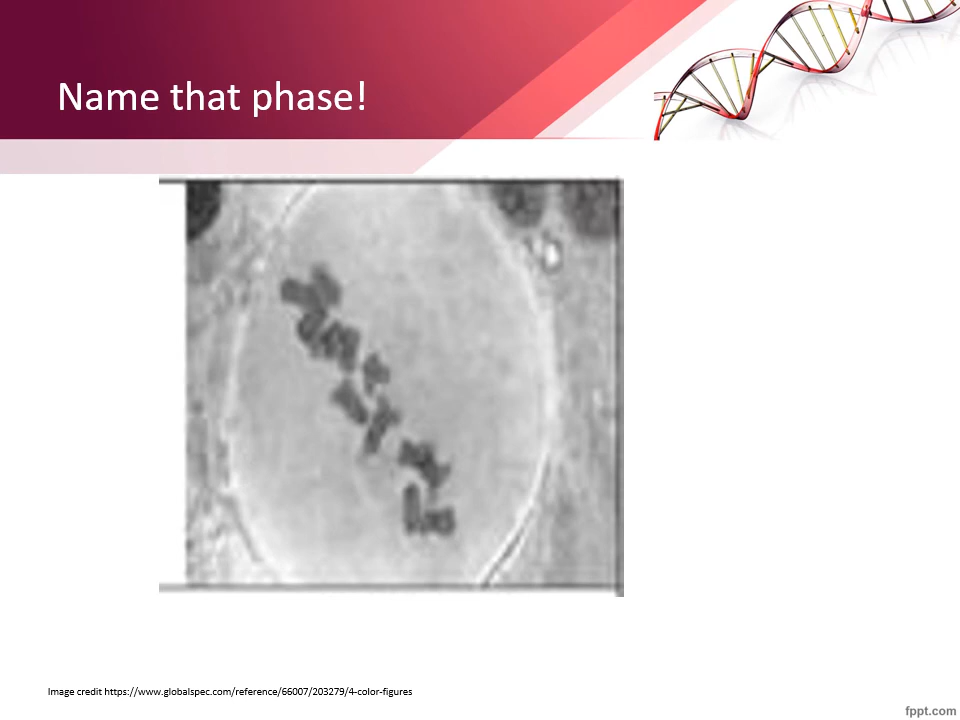 Name that phase!
Image credit https://www.globalspec.com/reference/66007/203279/4-color-figures
fppt.com